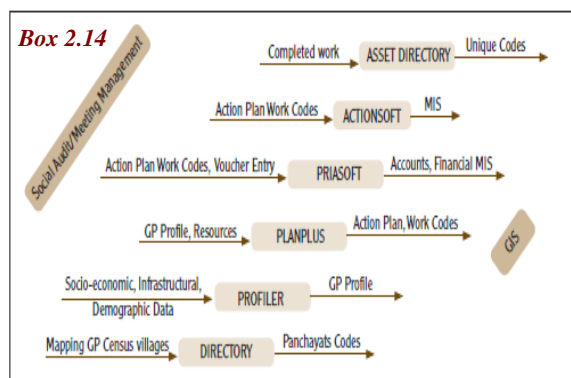 Box 2.14
Social Audit/Meeting Management
Completed work ASSET DIRECTORY Unique Codes
Action Plan Work Codes ACTIONSOFT MIS
Action Plan Work Codes, Voucher Entry PRIASOFT Accounts, Financial MIS
GP Profile, Resources PLANPLUS Action Plan, Work Codes
GIS
Socio-economic, Infrastructural,
Demographic Data PROFILER GP Profile
Mapping GP Census villages DIRECTORY Panchayats Codes